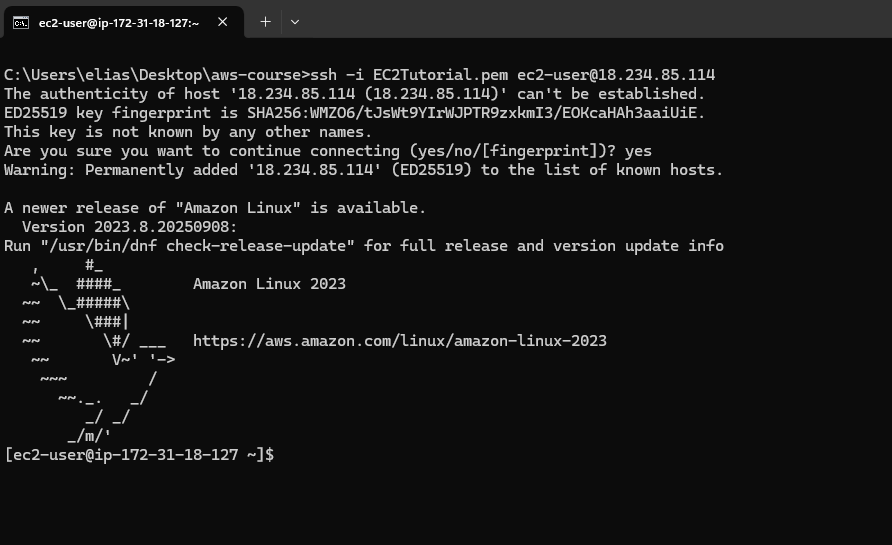 ec2-user@ip-172-31-18-127:~
C:\Users\elias\Desktop\aws-course>ssh -i EC2Tutorial.pem ec2-user@18.234.85.114
The authenticity of host '18.234.85.114 (18.234.85.114)' can't be established.
ED25519 key fingerprint is SHA256:WMZO6/tJsWt9YIrWJPTR9zxkmI3/EOKcaHAh3aaiUiE.
This key is not known by any other names.
Are you sure you want to continue connecting (yes/no/[fingerprint])? yes
Warning: Permanently added '18.234.85.114' (ED25519) to the list of known hosts.

A newer release of "Amazon Linux" is available.
  Version 2023.8.20250908:
Run "/usr/bin/dnf check-release-update" for full release and version update info
   ,     #_
   ~\_  ####_        Amazon Linux 2023
  ~~  \_#####\
  ~~     \###|
  ~~       \#/ ___   https://aws.amazon.com/linux/amazon-linux-2023
   ~~       V~' '->
    ~~~         /
      ~~._.   _/
         _/ _/
       _/m/'
[ec2-user@ip-172-31-18-127 ~]$